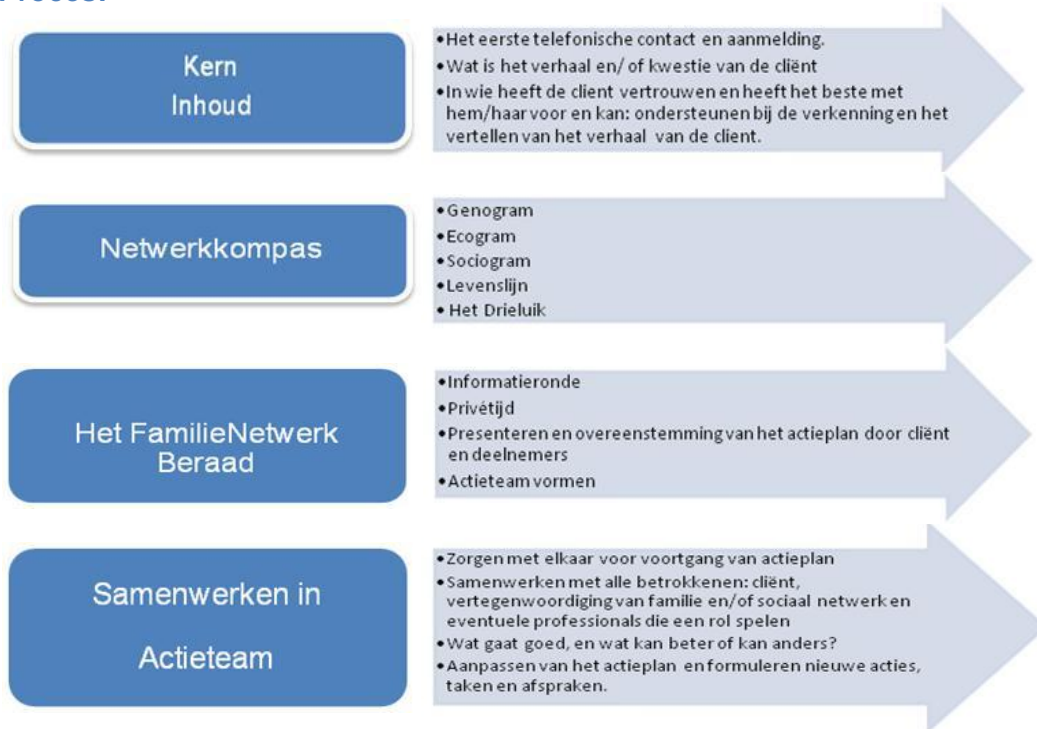 Kern
Inhoud
•Het eerste telefonische contact en aanmelding.
•Wat is het verhaal en/ of kwestie van de cliënt
•In wie heeft de client vertrouwen en heeft het beste met
hem/haar voor en kan: ondersteunen bij de verkenning en het
vertellen van het verhaal van de client.
Netwerkkompas
•Genogram
•Ecogram
•Sociogram
•Levenslijn
• Het Drieluik
Het FamilieNetwerk
Beraad
•Informatieronde
•Privétijd
•Presenteren en overeenstemming van het actieplan door cliënt
en deelnemers
•Actieteam vormen
Samenwerken in
Actieteam
•Zorgen met elkaar voor voortgang van actieplan
•Samenwerken met alle betrokkenen: cliënt,
vertegenwoordiging van familie en/of sociaal netwerk en
eventuele professionals die een rol spelen
•Wat gaat goed, en wat kan beter of kan anders?
•Aanpassen van het actieplan en formuleren nieuwe acties,
taken en afspraken.